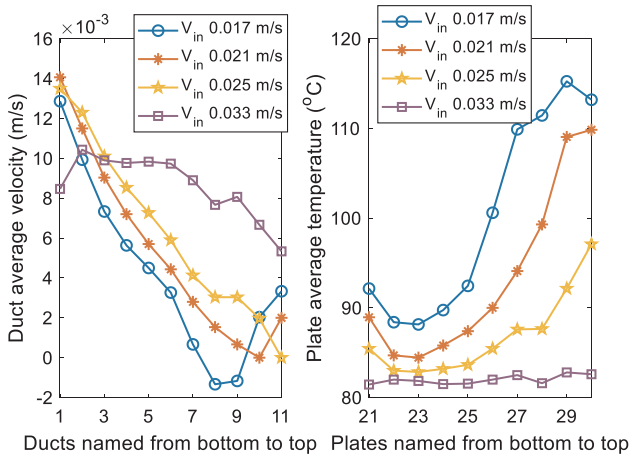 ×10⁻³
16
14
12
10
8
6
4
2
0
-2
Duct average velocity (m/s)
V_in 0.017 m/s
V_in 0.021 m/s
V_in 0.025 m/s
V_in 0.033 m/s
1 3 5 7 9 11
Ducts named from bottom to top
120
110
100
90
80
Plate average temperature (°C)
V_in 0.017 m/s
V_in 0.021 m/s
V_in 0.025 m/s
V_in 0.033 m/s
21 23 25 27 29
Plates named from bottom to top